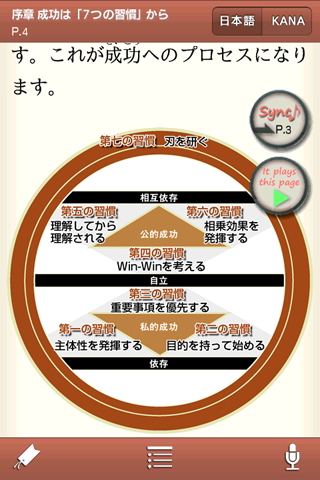 序章 成功は「7つの習慣」から
P.4
日本語
KANA
す。これが成功へのプロセスになり
ます。
Synch
P.3
It plays
this page
第七の習慣 刃を研ぐ
相互依存
第五の習慣
理解してから
理解される
第六の習慣
相乗効果を
発揮する
公的成功
第四の習慣
Win-Winを考える
自立
第三の習慣
重要事項を優先する
私的成功
第一の習慣
主体性を発揮する
第二の習慣
目的を持って始める
依存